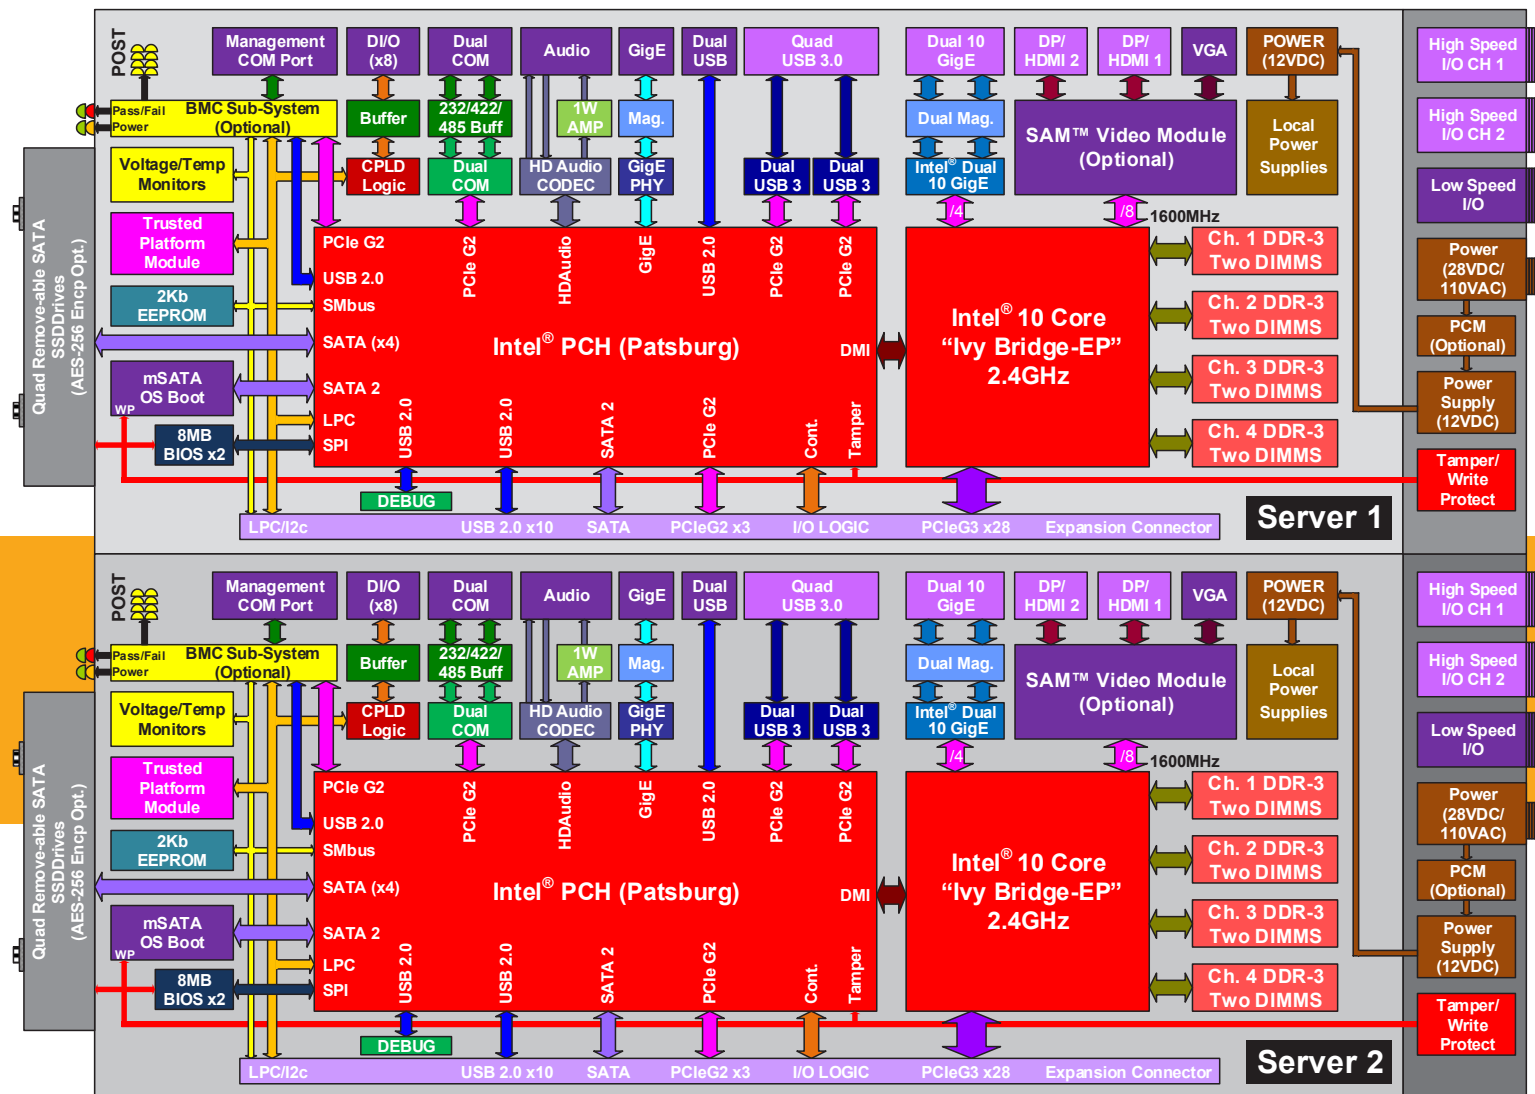 POST
Management
COM Port
DI/O
(x8)
Dual
COM
Audio
GigE
Dual
USB
Quad
USB 3.0
Dual 10
GigE
DP/
HDMI 2
DP/
HDMI 1
VGA
POWER
(12VDC)
High Speed
I/O CH 1
Pass/Fail
Power
BMC Sub-System
(Optional)
Buffer
232/422/
485 Buff
1W
AMP
Mag.
Dual Mag.
SAM™ Video Module
(Optional)
Local
Power
Supplies
High Speed
I/O CH 2
Voltage/Temp
Monitors
CPLD
Logic
Dual
COM
HD Audio
CODEC
GigE
PHY
Dual
USB 3
Dual
USB 3
Intel® Dual
10 GigE
Low Speed
I/O
/4
/8
1600MHz
Quad Remove-able SATA
SSDDrives
(AES-256 Encp Opt.)
Trusted
Platform
Module
2Kb
EEPROM
mSATA
OS Boot
WP
8MB
BIOS x2
PCIe G2
USB 2.0
SMbus
SATA (x4)
SATA 2
LPC
SPI
PCIe G2
HDAudio
GigE
USB 2.0
PCIe G2
PCIe G2
Intel® PCH (Patsburg)
DMI
USB 2.0
USB 2.0
SATA 2
PCIe G2
Cont.
Tamper
Intel® 10 Core
“Ivy Bridge-EP”
2.4GHz
Ch. 1 DDR-3
Two DIMMS
Ch. 2 DDR-3
Two DIMMS
Ch. 3 DDR-3
Two DIMMS
Ch. 4 DDR-3
Two DIMMS
Power
(28VDC/
110VAC)
PCM
(Optional)
Power
Supply
(12VDC)
Tamper/
Write
Protect
DEBUG
LPC/I2c
USB 2.0 x10
SATA
PCIeG2 x3
I/O LOGIC
PCIeG3 x28
Expansion Connector
Server 1
POST
Management
COM Port
DI/O
(x8)
Dual
COM
Audio
GigE
Dual
USB
Quad
USB 3.0
Dual 10
GigE
DP/
HDMI 2
DP/
HDMI 1
VGA
POWER
(12VDC)
High Speed
I/O CH 1
Pass/Fail
Power
BMC Sub-System
(Optional)
Buffer
232/422/
485 Buff
1W
AMP
Mag.
Dual Mag.
SAM™ Video Module
(Optional)
Local
Power
Supplies
High Speed
I/O CH 2
Voltage/Temp
Monitors
CPLD
Logic
Dual
COM
HD Audio
CODEC
GigE
PHY
Dual
USB 3
Dual
USB 3
Intel® Dual
10 GigE
Low Speed
I/O
/4
/8
1600MHz
Quad Remove-able SATA
SSDDrives
(AES-256 Encp Opt.)
Trusted
Platform
Module
2Kb
EEPROM
mSATA
OS Boot
WP
8MB
BIOS x2
PCIe G2
USB 2.0
SMbus
SATA (x4)
SATA 2
LPC
SPI
PCIe G2
HDAudio
GigE
USB 2.0
PCIe G2
PCIe G2
Intel® PCH (Patsburg)
DMI
USB 2.0
USB 2.0
SATA 2
PCIe G2
Cont.
Tamper
Intel® 10 Core
“Ivy Bridge-EP”
2.4GHz
Ch. 1 DDR-3
Two DIMMS
Ch. 2 DDR-3
Two DIMMS
Ch. 3 DDR-3
Two DIMMS
Ch. 4 DDR-3
Two DIMMS
Power
(28VDC/
110VAC)
PCM
(Optional)
Power
Supply
(12VDC)
Tamper/
Write
Protect
DEBUG
LPC/I2c
USB 2.0 x10
SATA
PCIeG2 x3
I/O LOGIC
PCIeG3 x28
Expansion Connector
Server 2